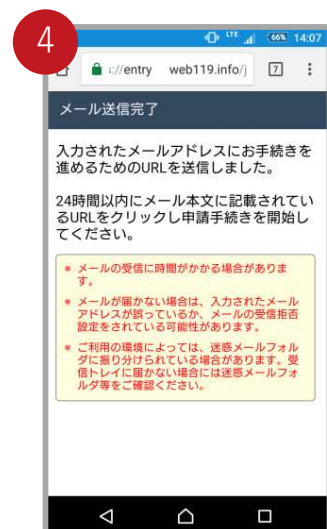 4
LTE 66% 14:07
://entry web119.info/j 7
メール送信完了
入力されたメールアドレスにお手続きを
進めるためのURLを送信しました。
24時間以内にメール本文に記載されてい
るURLをクリックし申請手続きを開始し
てください。
* メールの受信に時間がかかる場合がありま
す。
* メールが届かない場合は、入力されたメール
アドレスが誤っているか、メールの受信拒否
設定をされている可能性があります。
* ご利用の環境によっては、迷惑メールフォル
ダに振り分けられている場合があります。受
信トレイに届かない場合には迷惑メールフォ
ルダ等をご確認ください。